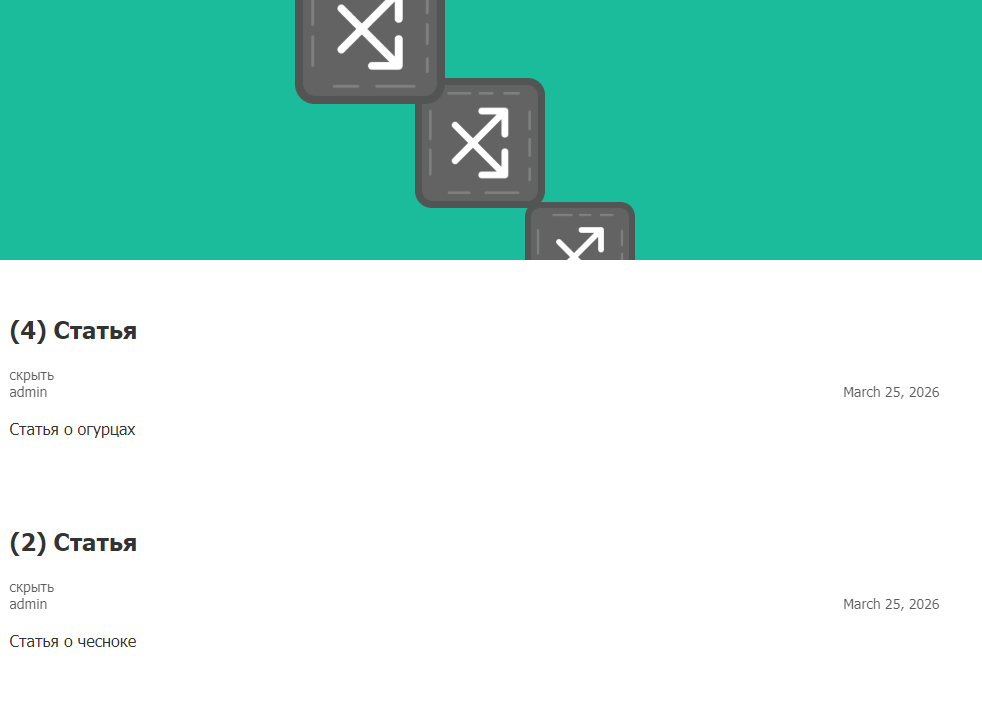 (4) Статья
скрыть
admin
March 25, 2026
Статья о огурцах
(2) Статья
скрыть
admin
March 25, 2026
Статья о чесноке